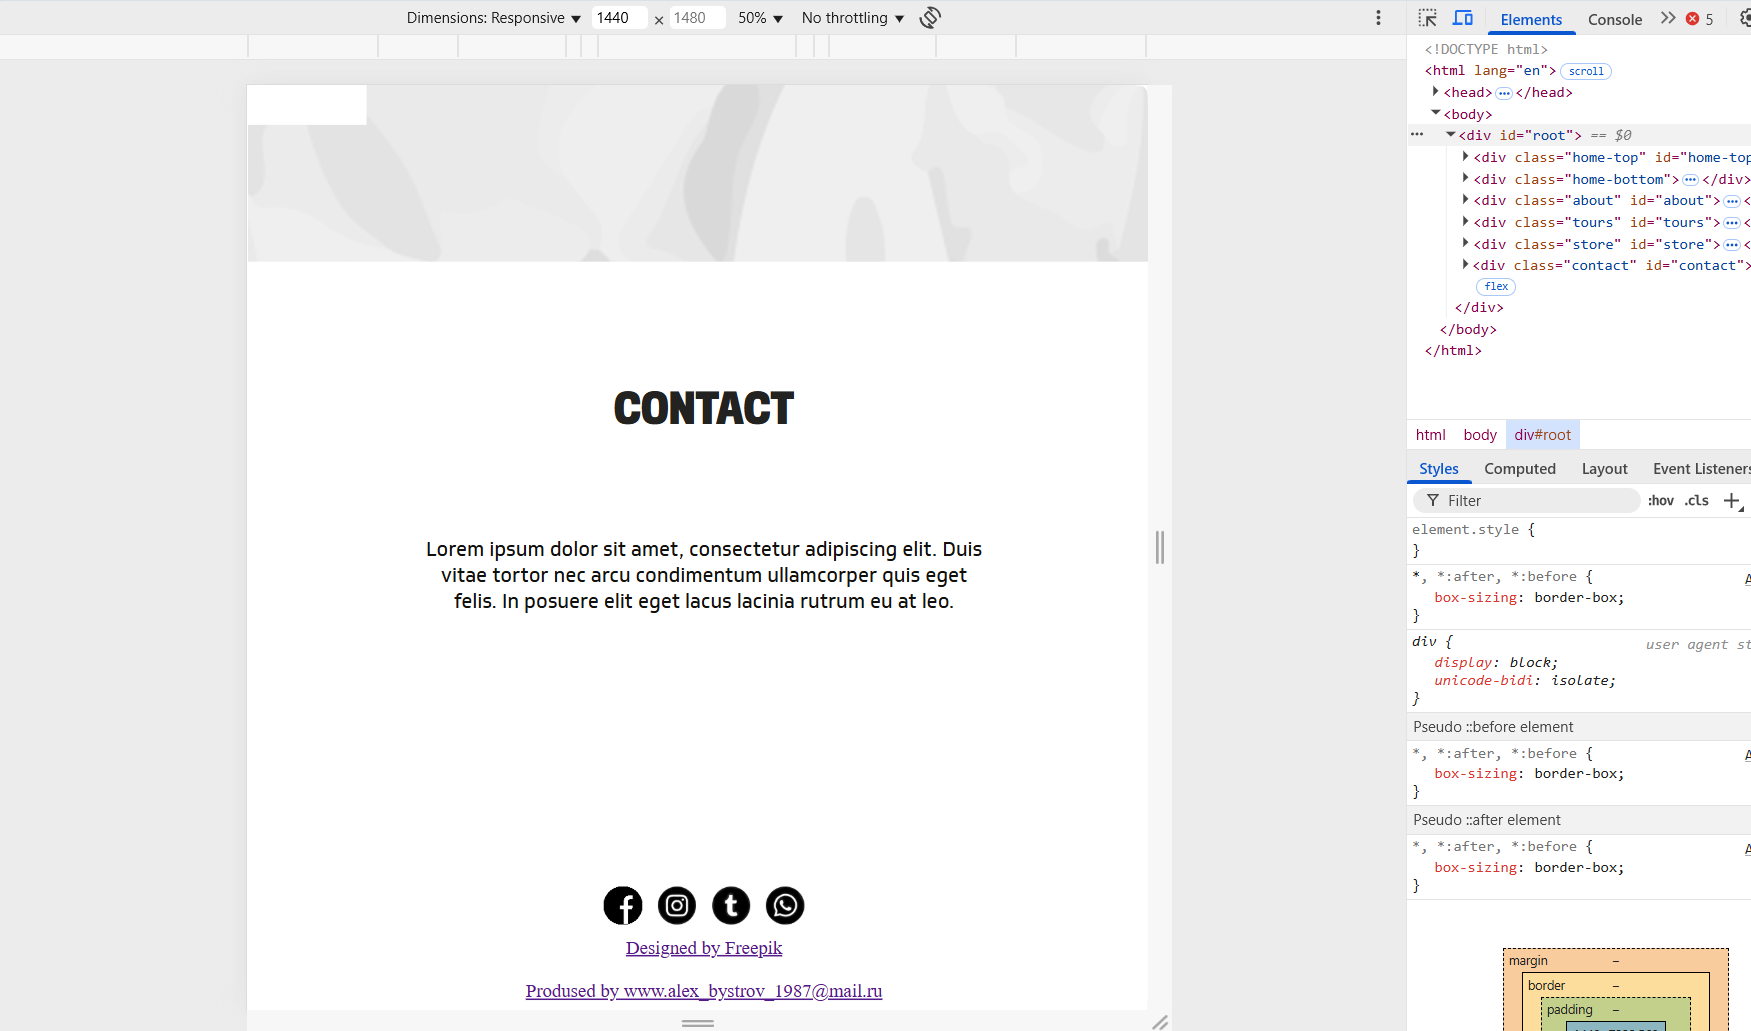 Dimensions: Responsive ▼ 1440 × 1480 50% ▼ No throttling ▼
Elements Console 5
<!DOCTYPE html>
<html lang="en"> scroll
<head> ••• </head>
<body>
••• <div id="root"> == $0
<div class="home-top" id="home-top
<div class="home-bottom"> ••• </div>
<div class="about" id="about"> ••• <
<div class="tours" id="tours"> ••• <
<div class="store" id="store"> ••• <
<div class="contact" id="contact">
flex
</div>
</body>
</html>
html body div#root
Styles Computed Layout Event Listeners
Filter :hov .cls
element.style {
}
*, *:after, *:before {
box-sizing: border-box;
}
div { user agent st
display: block;
unicode-bidi: isolate;
}
Pseudo ::before element
*, *:after, *:before {
box-sizing: border-box;
}
Pseudo ::after element
*, *:after, *:before {
box-sizing: border-box;
}
margin –
border –
padding –
CONTACT
Lorem ipsum dolor sit amet, consectetur adipiscing elit. Duis
vitae tortor nec arcu condimentum ullamcorper quis eget
felis. In posuere elit eget lacus lacinia rutrum eu at leo.
Designed by Freepik
Prodused by www.alex_bystrov_1987@mail.ru